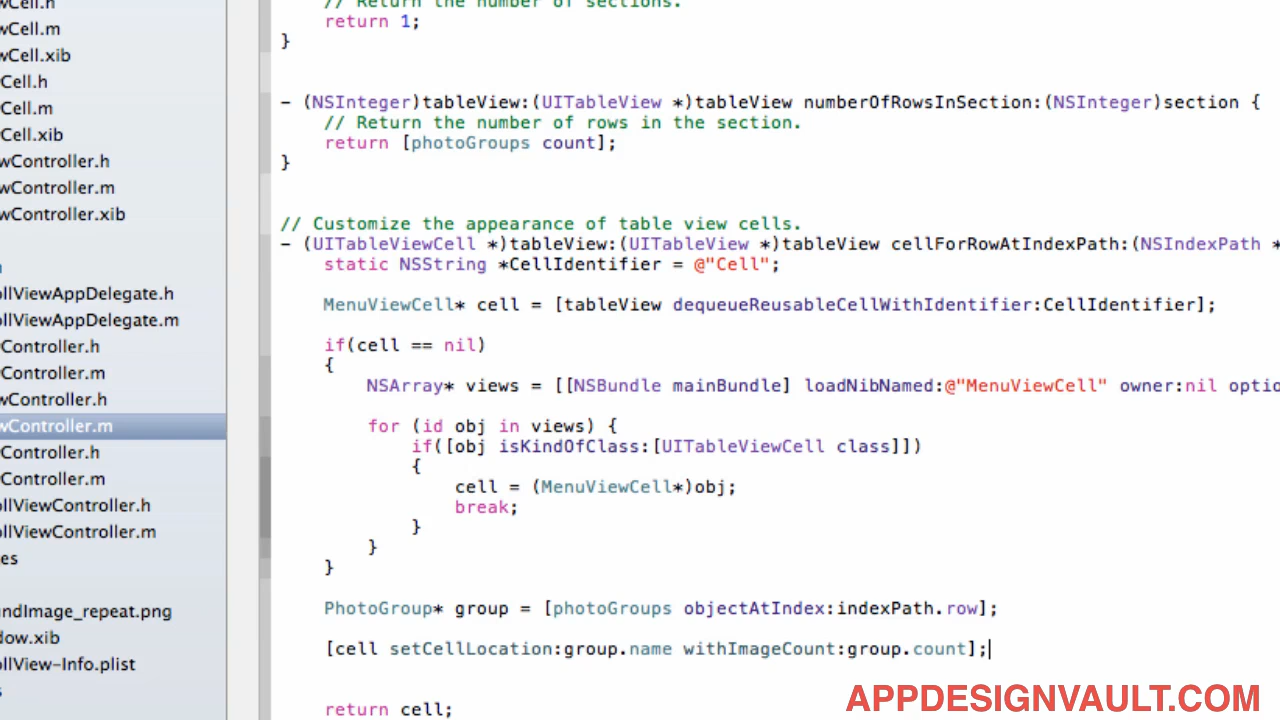 wCell.h
wCell.m
wCell.xib
Cell.h
Cell.m
Cell.xib
wController.h
wController.m
wController.xib
ollViewAppDelegate.h
ollViewAppDelegate.m
Controller.h
Controller.m
wController.h
wController.m
Controller.h
Controller.m
ollViewController.h
ollViewController.m
es
undImage_repeat.png
dow.xib
ollView-Info.plist
s
// Return the number of sections.
return 1;
}
- (NSInteger)tableView:(UITableView *)tableView numberOfRowsInSection:(NSInteger)section {
// Return the number of rows in the section.
return [photoGroups count];
}
// Customize the appearance of table view cells.
- (UITableViewCell *)tableView:(UITableView *)tableView cellForRowAtIndexPath:(NSIndexPath *
static NSString *CellIdentifier = @"Cell";
MenuViewCell* cell = [tableView dequeueReusableCellWithIdentifier:CellIdentifier];
if(cell == nil)
{
NSArray* views = [[NSBundle mainBundle] loadNibNamed:@"MenuViewCell" owner:nil optio
for (id obj in views) {
if([obj isKindOfClass:[UITableViewCell class]])
{
cell = (MenuViewCell*)obj;
break;
}
}
}
PhotoGroup* group = [photoGroups objectAtIndex:indexPath.row];
[cell setCellLocation:group.name withImageCount:group.count];
return cell;
APPDESIGNVAULT.COM